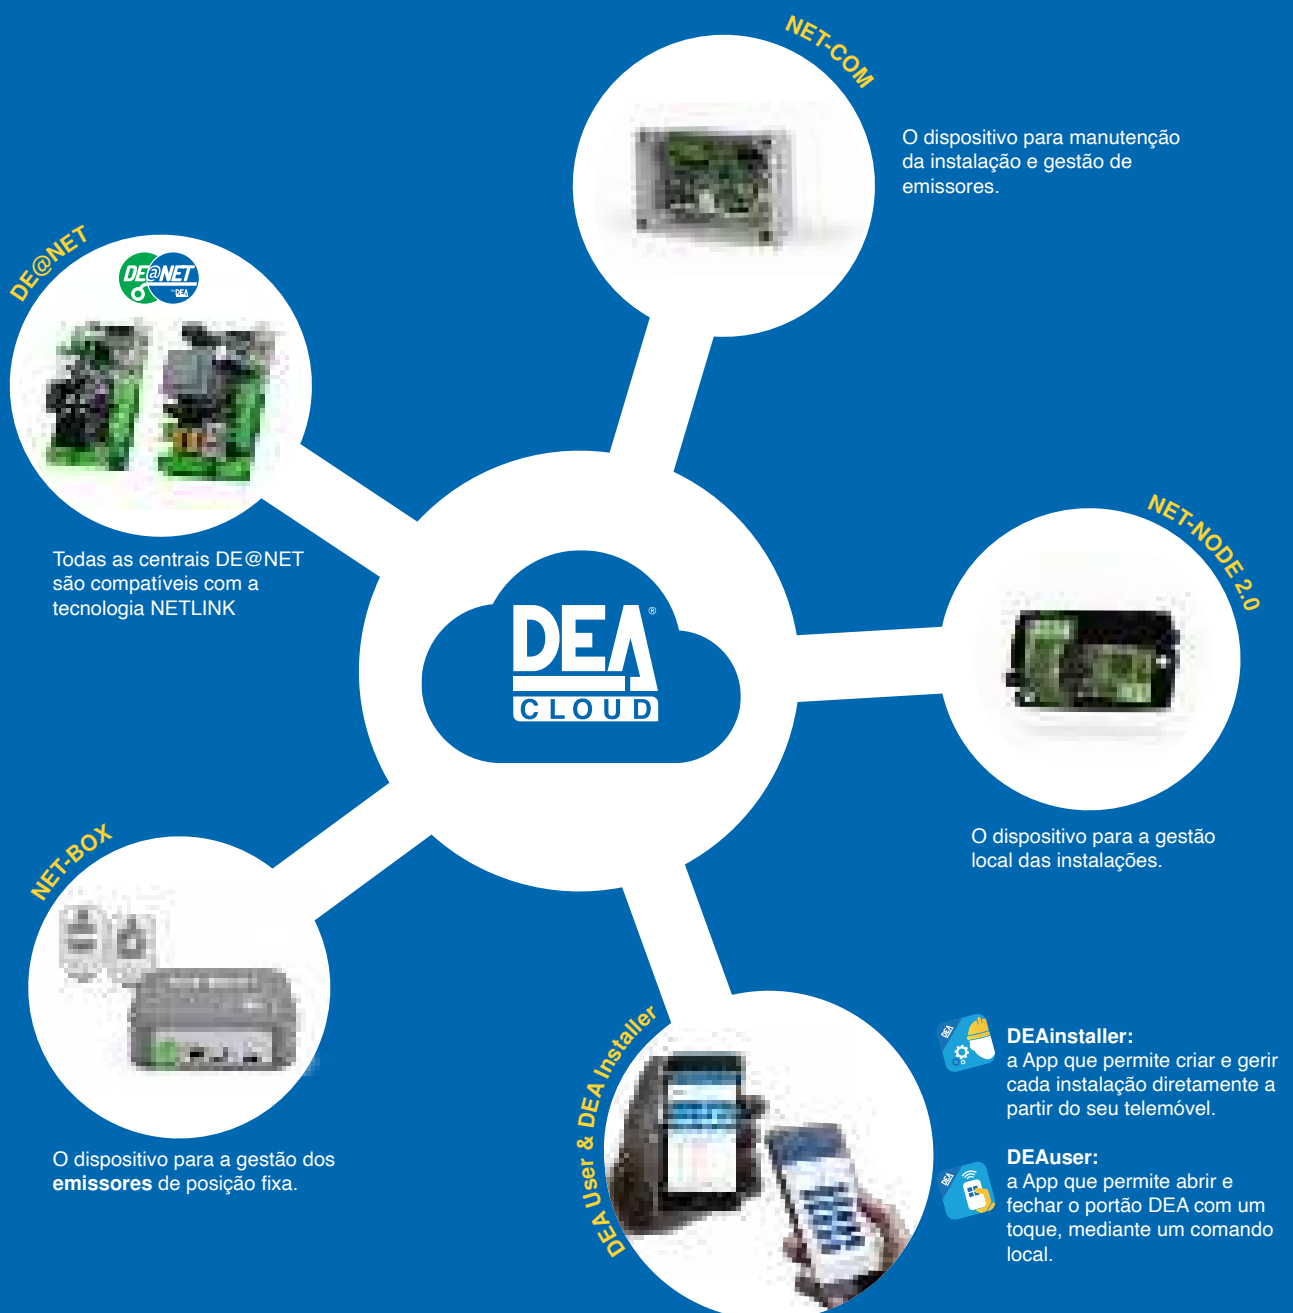 NET-COM
O dispositivo para manutenção
da instalação e gestão de
emissores.
DE@NET
DE@NET
by DEA
Todas as centrais DE@NET
são compatíveis com a
tecnologia NETLINK
NET-NODE 2.0
O dispositivo para a gestão
local das instalações.
DEA®
CLOUD
NET-BOX
O dispositivo para a gestão dos
emissores de posição fixa.
DEA User & DEA Installer
DEA
DEAinstaller:
a App que permite criar e gerir
cada instalação diretamente a
partir do seu telemóvel.
DEA
DEAuser:
a App que permite abrir e
fechar o portão DEA com um
toque, mediante um comando
local.